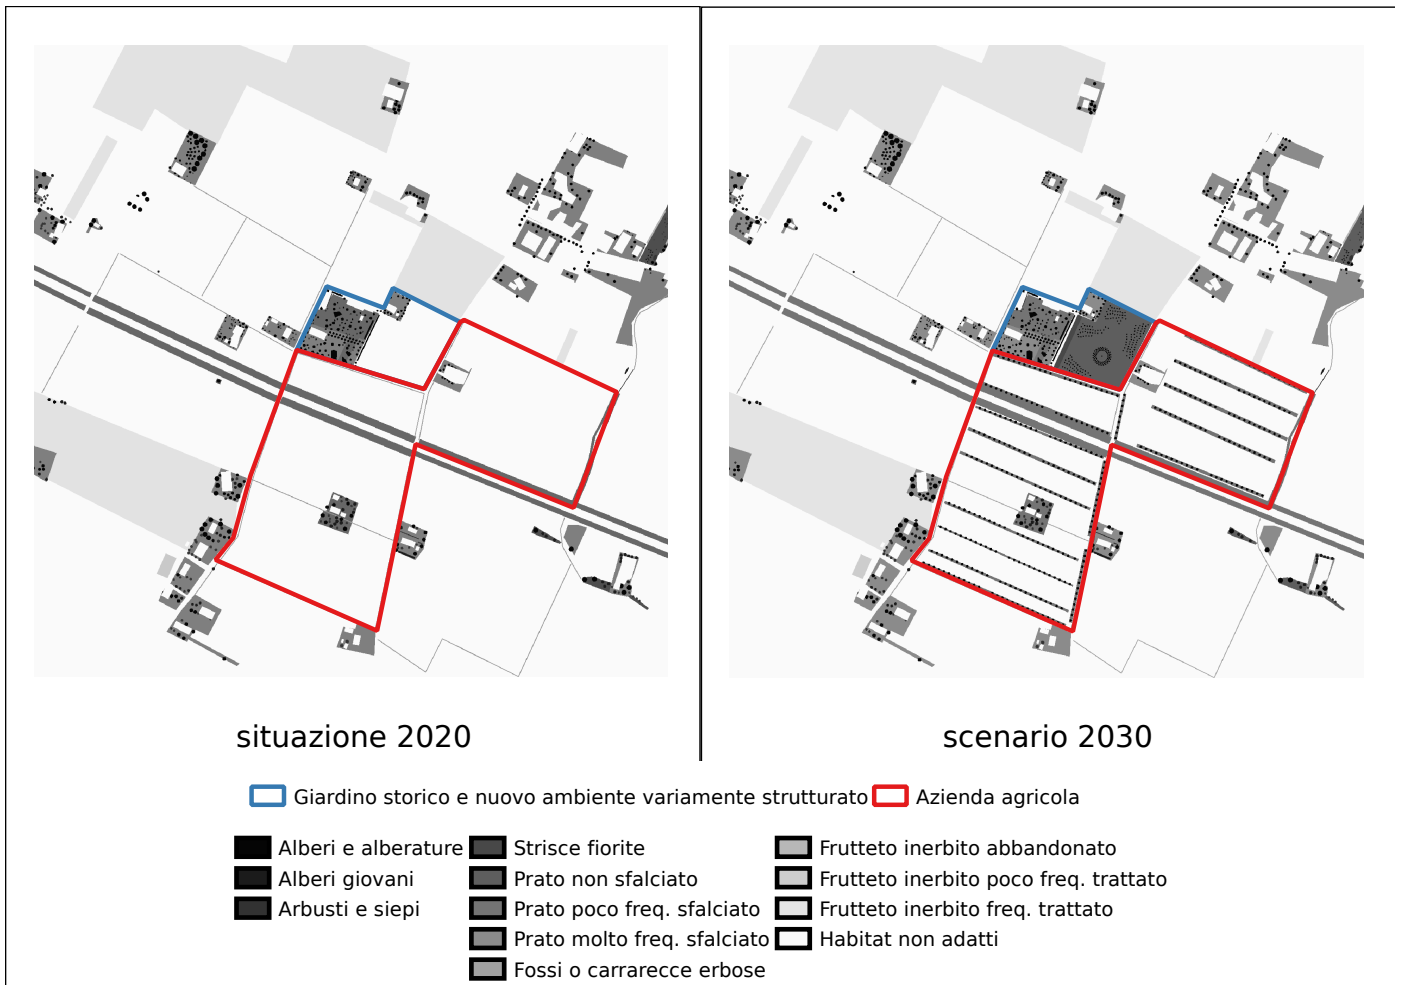 situazione 2020
scenario 2030
Giardino storico e nuovo ambiente variamente strutturato
Azienda agricola
Alberi e alberature
Alberi giovani
Arbusti e siepi
Strisce fiorite
Prato non sfalciato
Prato poco freq. sfalciato
Prato molto freq. sfalciato
Fossi o carrarecce erbose
Frutteto inerbito abbandonato
Frutteto inerbito poco freq. trattato
Frutteto inerbito freq. trattato
Habitat non adatti